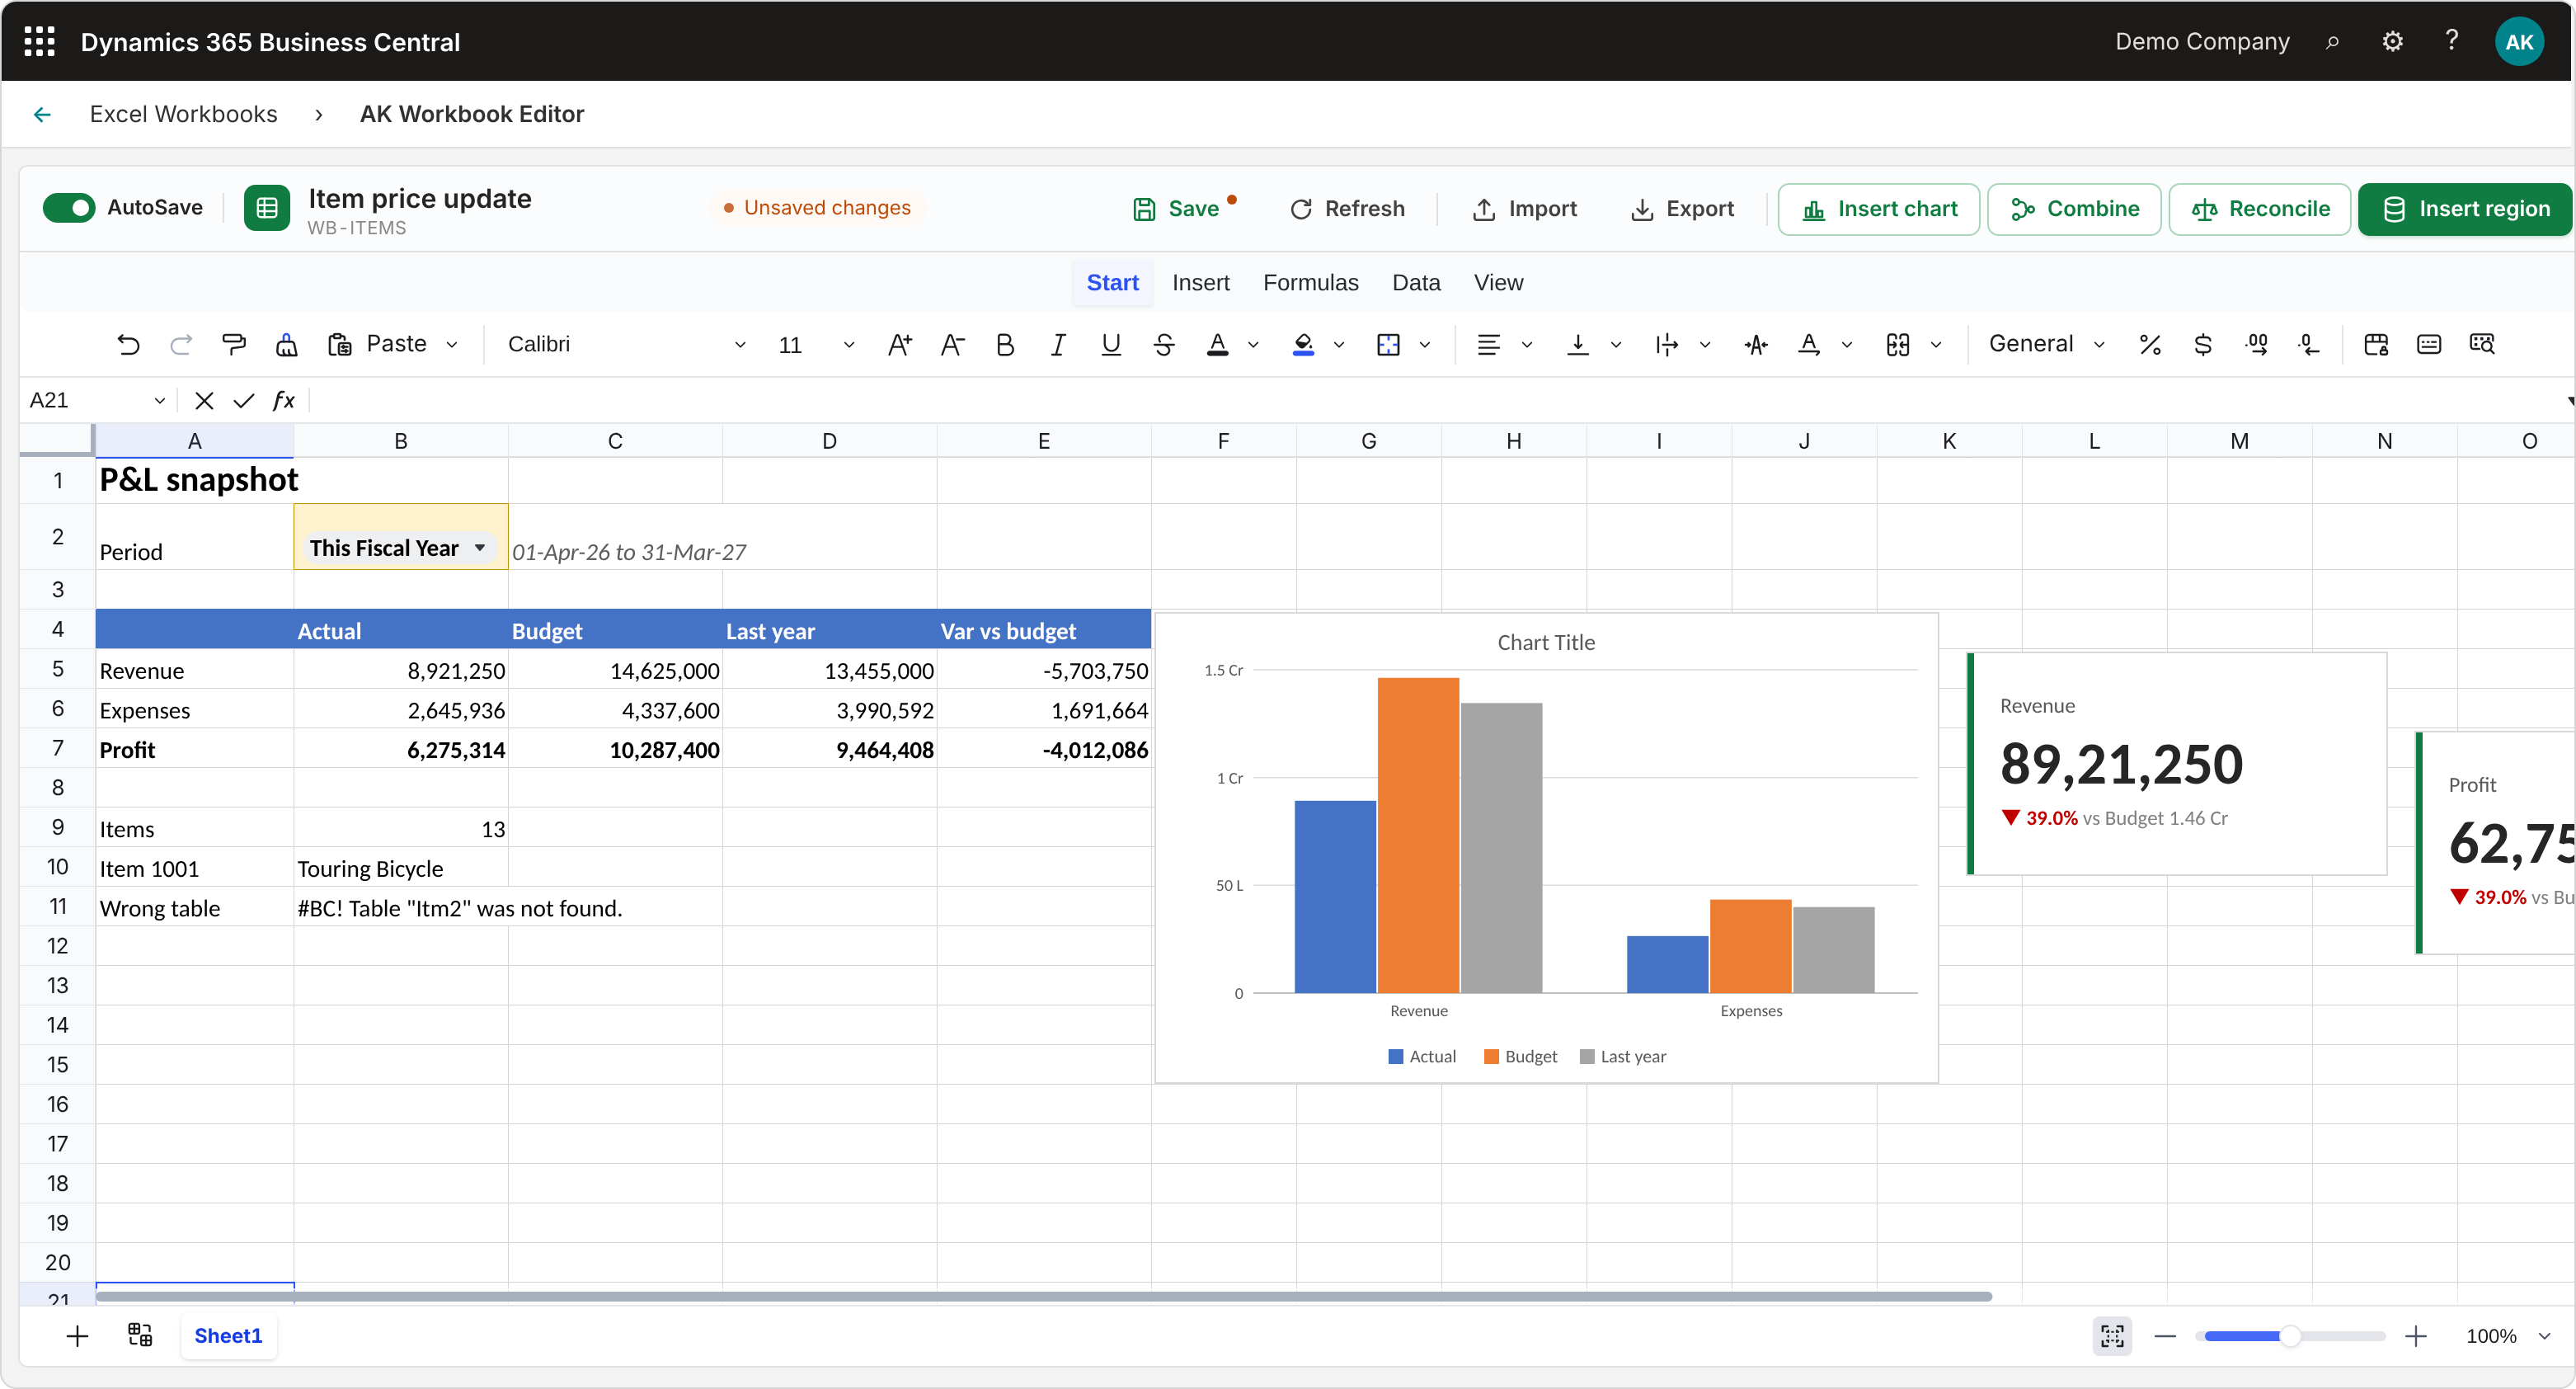 Dynamics 365 Business Central
Demo Company ? AK
Excel Workbooks › AK Workbook Editor
AutoSave
Item price update
WB-ITEMS
Unsaved changes
Save Refresh Import Export Insert chart Combine Reconcile Insert region
Start Insert Formulas Data View
Paste Calibri 11 General
A21 fx
A B C D E F G H I J K L M N O
1 P&L snapshot
2 Period This Fiscal Year 01-Apr-26 to 31-Mar-27
3
4 Actual Budget Last year Var vs budget
5 Revenue 8,921,250 14,625,000 13,455,000 -5,703,750
6 Expenses 2,645,936 4,337,600 3,990,592 1,691,664
7 Profit 6,275,314 10,287,400 9,464,408 -4,012,086
8
9 Items 13
10 Item 1001 Touring Bicycle
11 Wrong table #BC! Table "Itm2" was not found.
12
13
14
15
16
17
18
19
20
21
Chart Title
1.5 Cr
1 Cr
50 L
0
Revenue Expenses
Actual Budget Last year
Revenue
89,21,250
39.0% vs Budget 1.46 Cr
Profit
62,75
39.0% vs Bu
Sheet1
100%